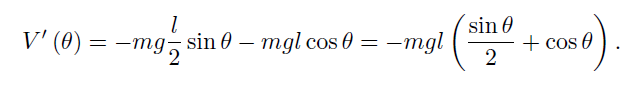 V′ (θ) = −mg l/2 sin θ − mgl cos θ = −mgl ( sin θ/2 + cos θ ) .